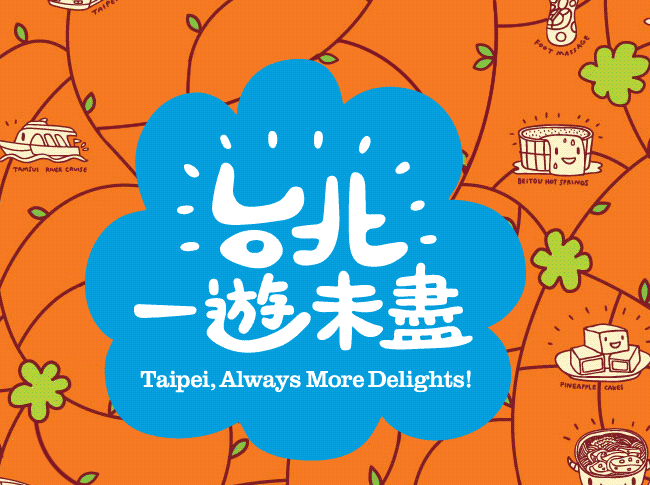 TAIPEI
FOOT MASSAGE
TAMSUI RIVER CRUISE
BEITOU HOT SPRINGS
台北
一遊未盡
Taipei, Always More Delights!
PINEAPPLE CAKES